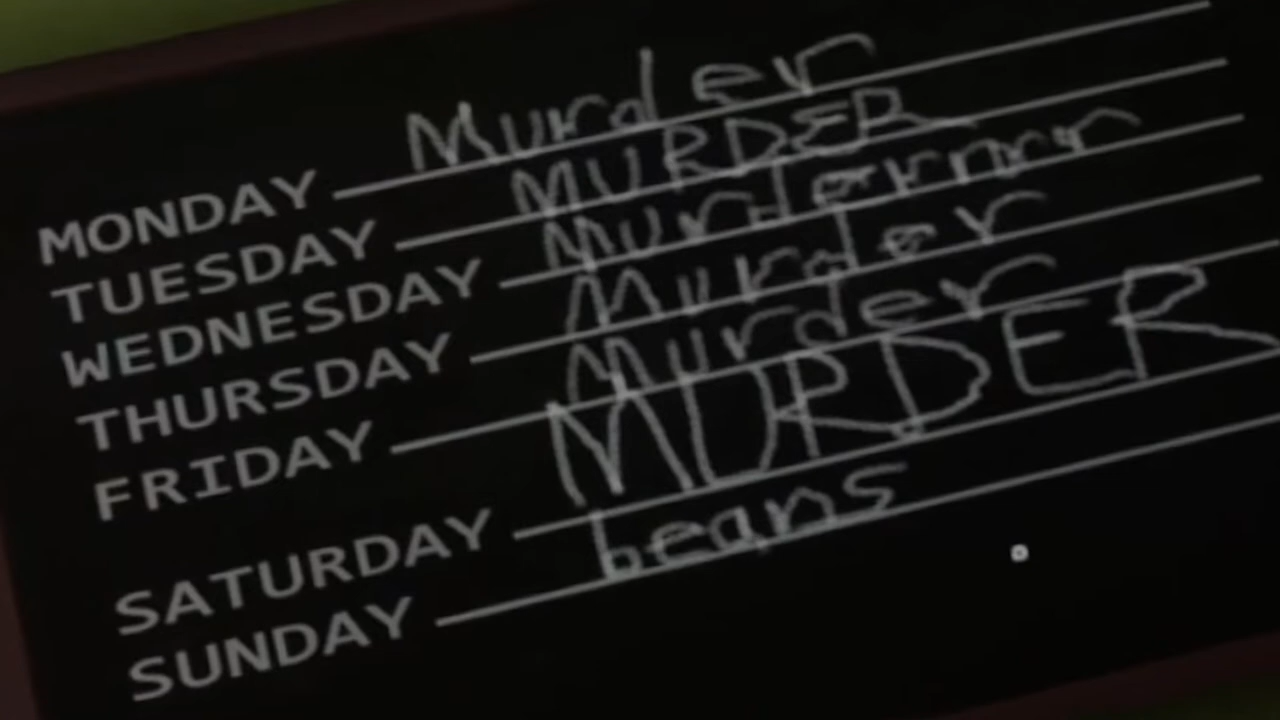 MONDAY Murder
TUESDAY MURDER
WEDNESDAY Murderrrr
THURSDAY Murder
FRIDAY Murder
SATURDAY MURDER
SUNDAY beans